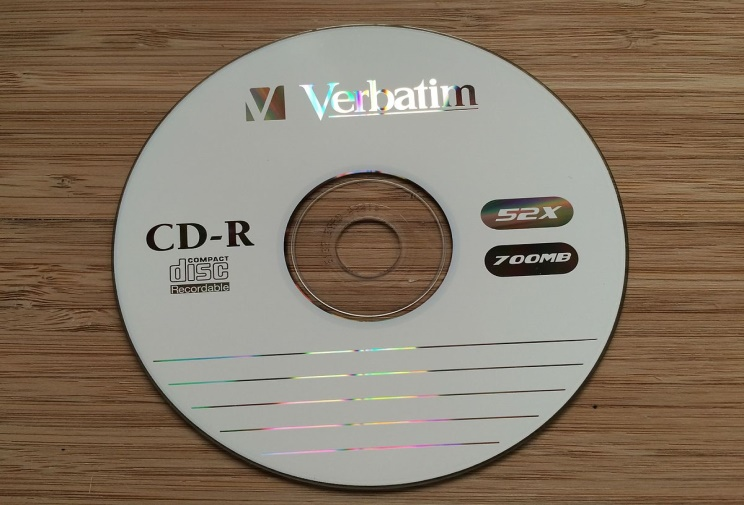 V Verbatim
52X
CD-R
700MB
COMPACT
disc
Recordable